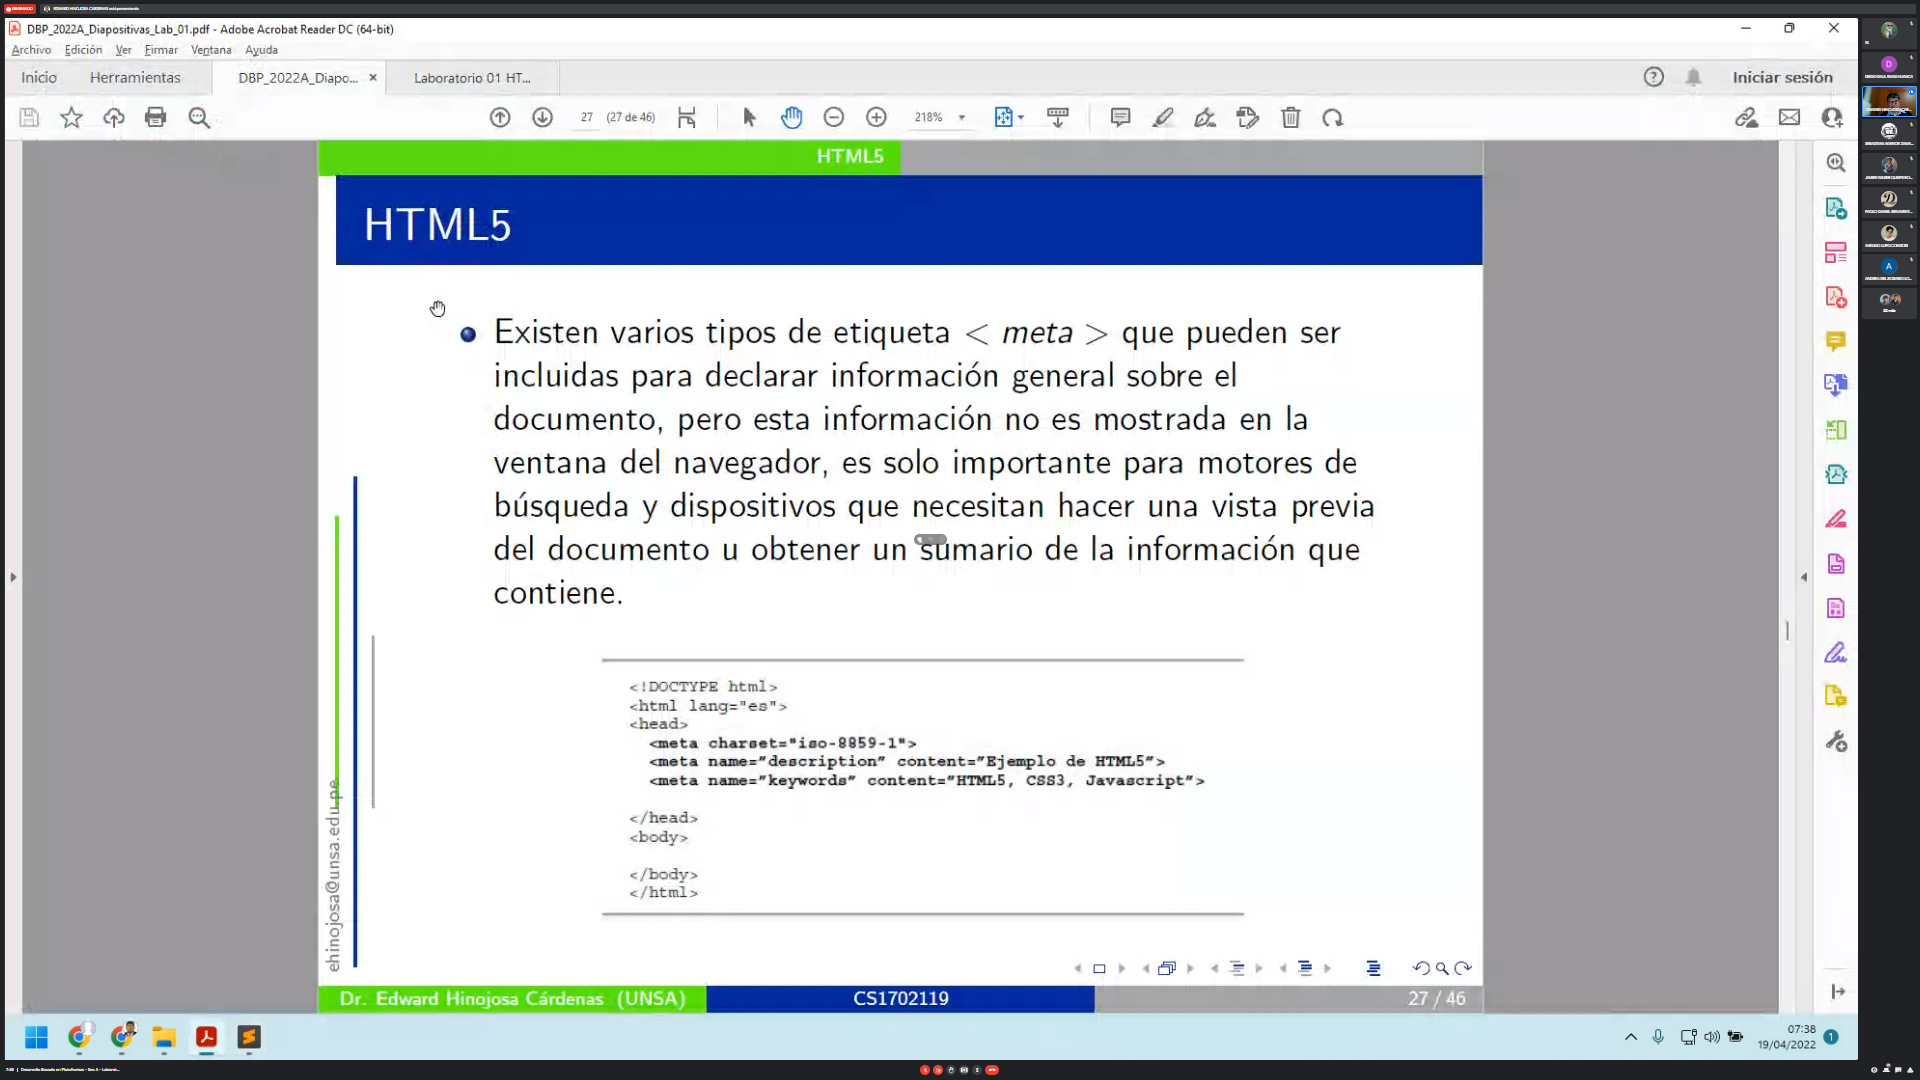 DBP_2022A_Diapositivas_Lab_01.pdf - Adobe Acrobat Reader DC (64-bit)
Archivo Edición Ver Firmar Ventana Ayuda
Inicio Herramientas DBP_2022A_Diapo... Laboratorio 01 HT... Iniciar sesión
27 (27 de 46) 218%
HTML5
HTML5
Existen varios tipos de etiqueta < meta > que pueden ser
incluidas para declarar información general sobre el
documento, pero esta información no es mostrada en la
ventana del navegador, es solo importante para motores de
búsqueda y dispositivos que necesitan hacer una vista previa
del documento u obtener un sumario de la información que
contiene.
<!DOCTYPE html>
<html lang="es">
<head>
<meta charset="iso-8859-1">
<meta name="description" content="Ejemplo de HTML5">
<meta name="keywords" content="HTML5, CSS3, Javascript">
</head>
<body>
</body>
</html>
ehinojosa@unsa.edu.pe
Dr. Edward Hinojosa Cárdenas (UNSA) CS1702119 27 / 46
07:38
19/04/2022 1